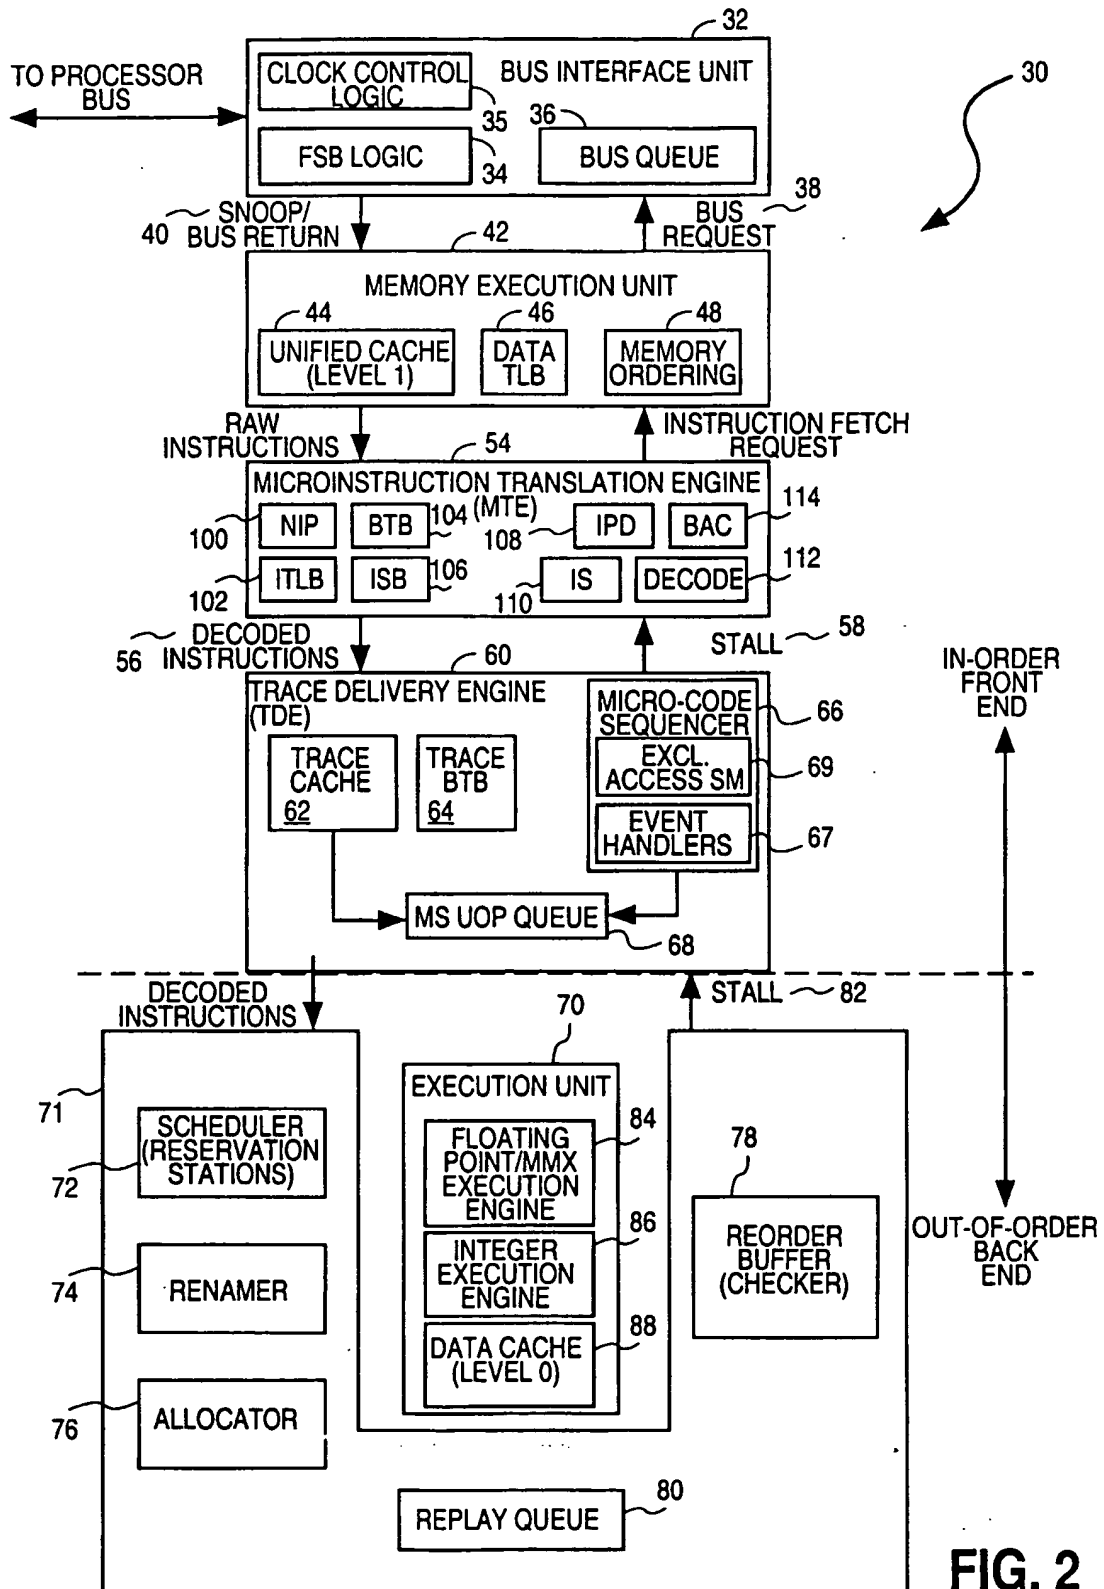 32
CLOCK CONTROL
LOGIC
35
BUS INTERFACE UNIT
TO PROCESSOR
BUS
30
36
FSB LOGIC
34
BUS QUEUE
40
SNOOP/
BUS RETURN
BUS
REQUEST
38
42
MEMORY EXECUTION UNIT
44
46
48
UNIFIED CACHE
(LEVEL 1)
DATA
TLB
MEMORY
ORDERING
RAW
INSTRUCTIONS
INSTRUCTION FETCH
REQUEST
54
MICROINSTRUCTION TRANSLATION ENGINE
(MTE)
100
NIP
BTB
104
108
IPD
BAC
114
102
ITLB
ISB
106
110
IS
DECODE
112
56
DECODED
INSTRUCTIONS
STALL
58
60
TRACE DELIVERY ENGINE
(TDE)
MICRO-CODE
SEQUENCER
66
TRACE
CACHE
62
TRACE
BTB
64
EXCL.
ACCESS SM
69
EVENT
HANDLERS
67
MS UOP QUEUE
68
IN-ORDER
FRONT
END
DECODED
INSTRUCTIONS
STALL
82
71
70
EXECUTION UNIT
SCHEDULER
(RESERVATION
STATIONS)
72
FLOATING
POINT/MMX
EXECUTION
ENGINE
84
78
REORDER
BUFFER
(CHECKER)
OUT-OF-ORDER
BACK
END
74
RENAMER
INTEGER
EXECUTION
ENGINE
86
DATA CACHE
(LEVEL 0)
88
76
ALLOCATOR
REPLAY QUEUE
80
FIG. 2